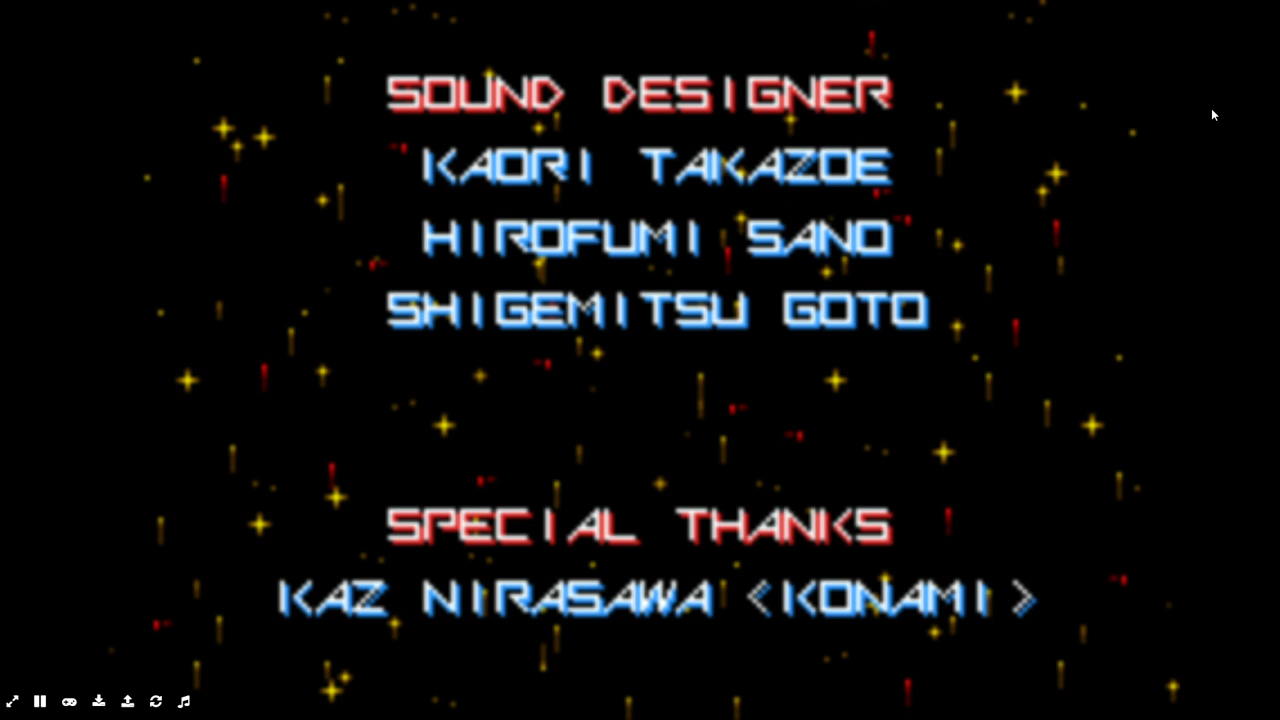 SOUND DESIGNER
KAORI TAKAZOE
HIROFUMI SANO
SHIGEMITSU GOTO
SPECIAL THANKS
KAZ NIRASAWA <KONAMI>